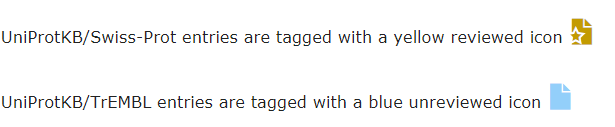 UniProtKB/Swiss-Prot entries are tagged with a yellow reviewed icon
UniProtKB/TrEMBL entries are tagged with a blue unreviewed icon